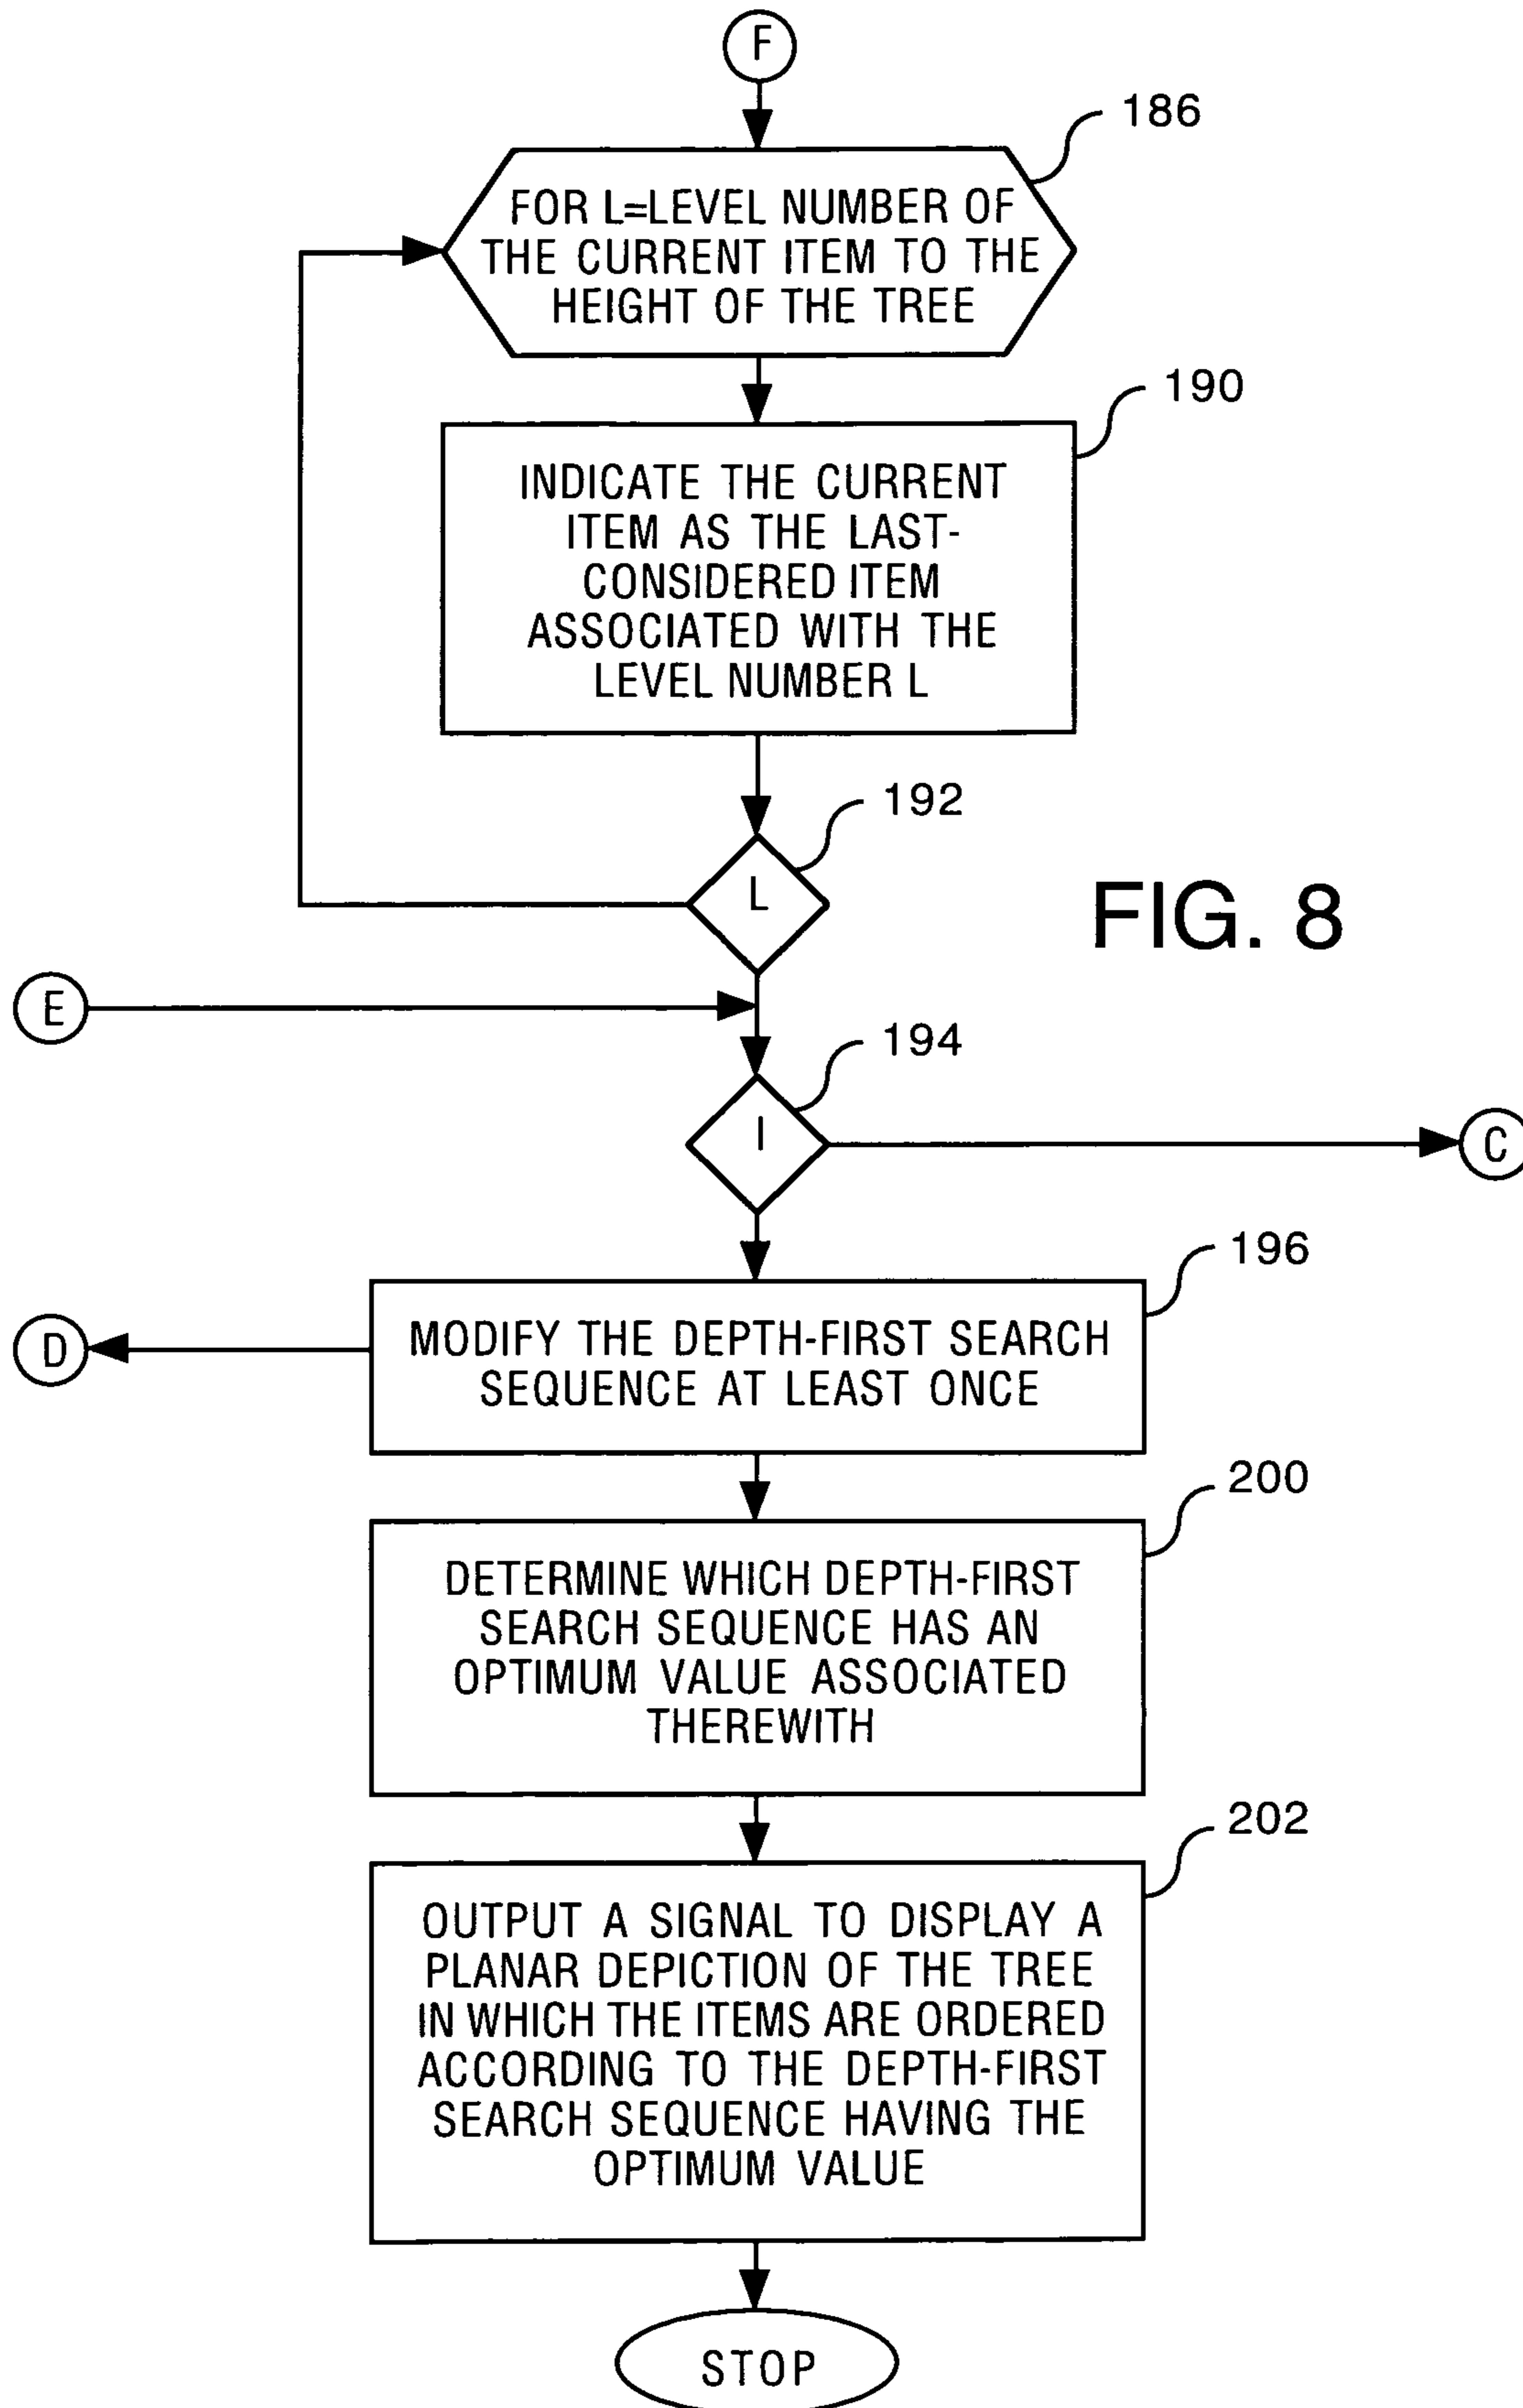 F
186
FOR L=LEVEL NUMBER OF
THE CURRENT ITEM TO THE
HEIGHT OF THE TREE
190
INDICATE THE CURRENT
ITEM AS THE LAST-
CONSIDERED ITEM
ASSOCIATED WITH THE
LEVEL NUMBER L
192
L
FIG. 8
E
194
I
C
196
D
MODIFY THE DEPTH-FIRST SEARCH
SEQUENCE AT LEAST ONCE
200
DETERMINE WHICH DEPTH-FIRST
SEARCH SEQUENCE HAS AN
OPTIMUM VALUE ASSOCIATED
THEREWITH
202
OUTPUT A SIGNAL TO DISPLAY A
PLANAR DEPICTION OF THE TREE
IN WHICH THE ITEMS ARE ORDERED
ACCORDING TO THE DEPTH-FIRST
SEARCH SEQUENCE HAVING THE
OPTIMUM VALUE
STOP